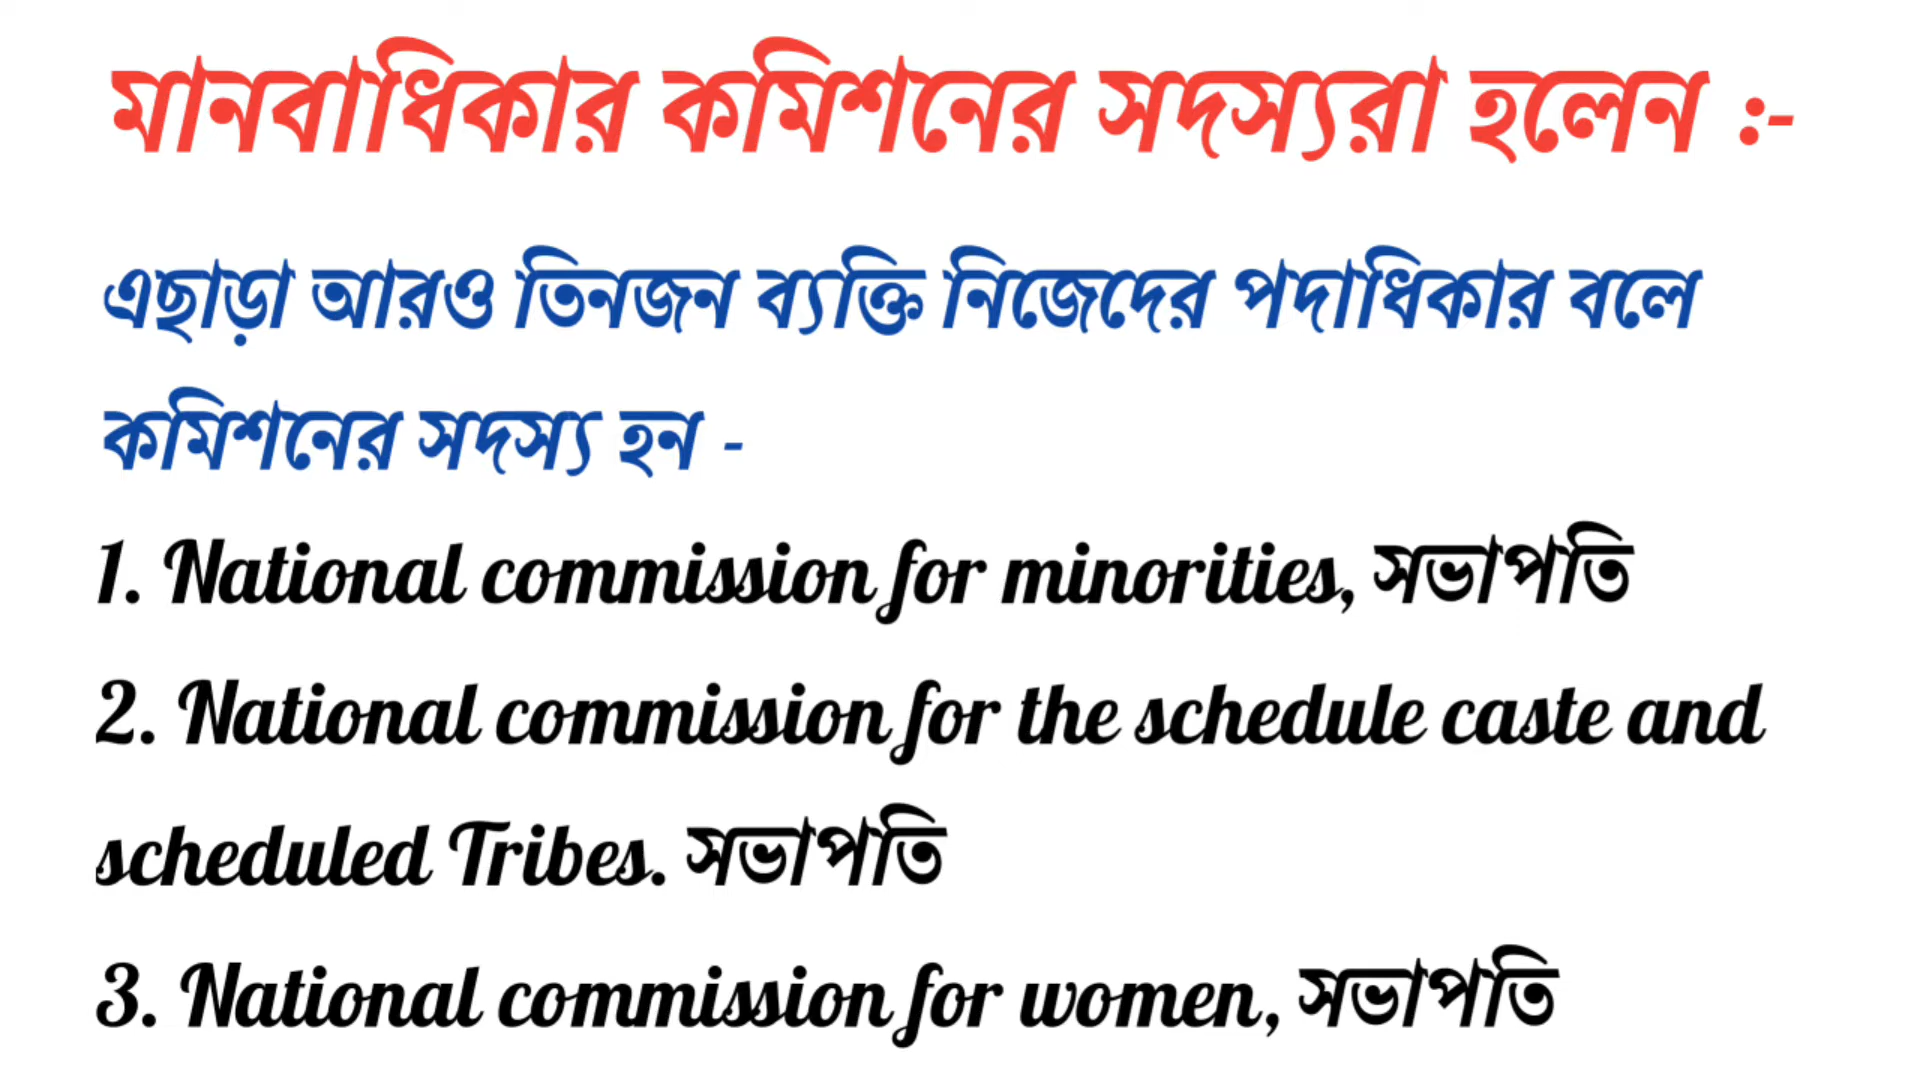 মানবাধিকার কমিশনের সদস্যরা হলেন :-
এছাড়া আরও তিনজন ব্যক্তি নিজেদের পদাধিকার বলে
কমিশনের সদস্য হন -
1. National commission for minorities, সভাপতি
2. National commission for the schedule caste and
scheduled Tribes. সভাপতি
3. National commission for women, সভাপতি